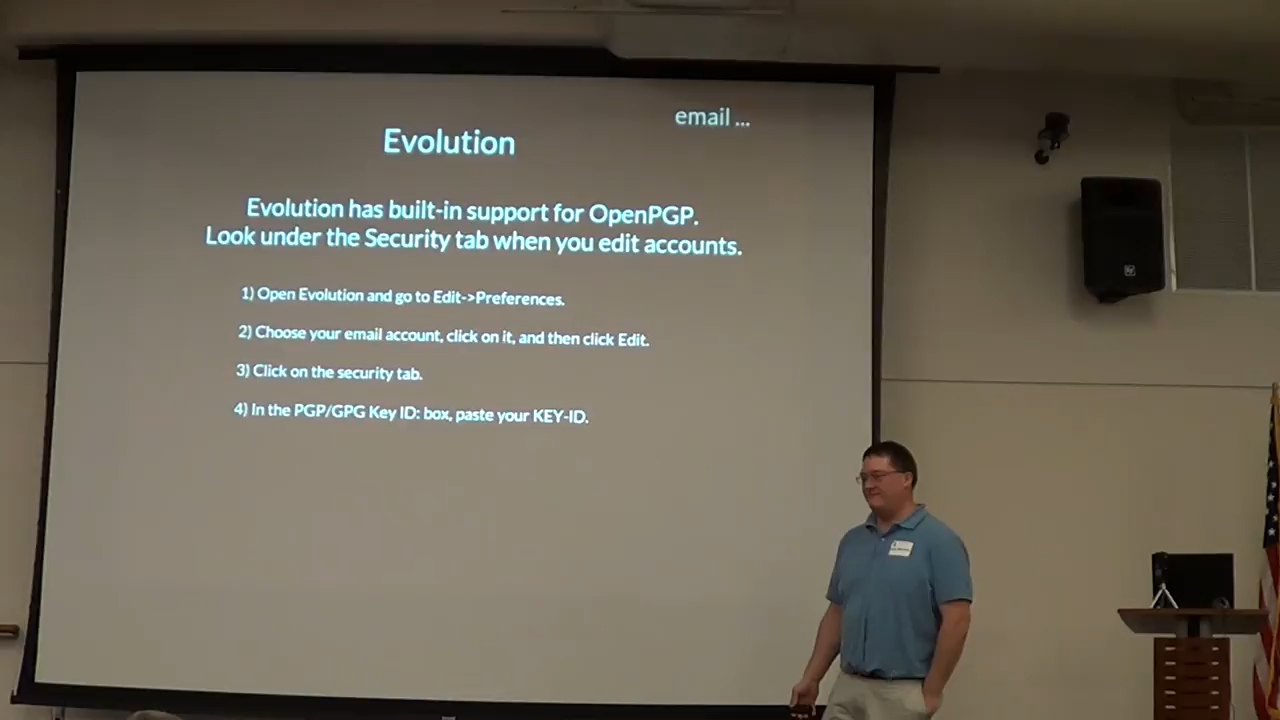 email ...
Evolution
Evolution has built-in support for OpenPGP.
Look under the Security tab when you edit accounts.
1) Open Evolution and go to Edit->Preferences.
2) Choose your email account, click on it, and then click Edit.
3) Click on the security tab.
4) In the PGP/GPG Key ID: box, paste your KEY-ID.